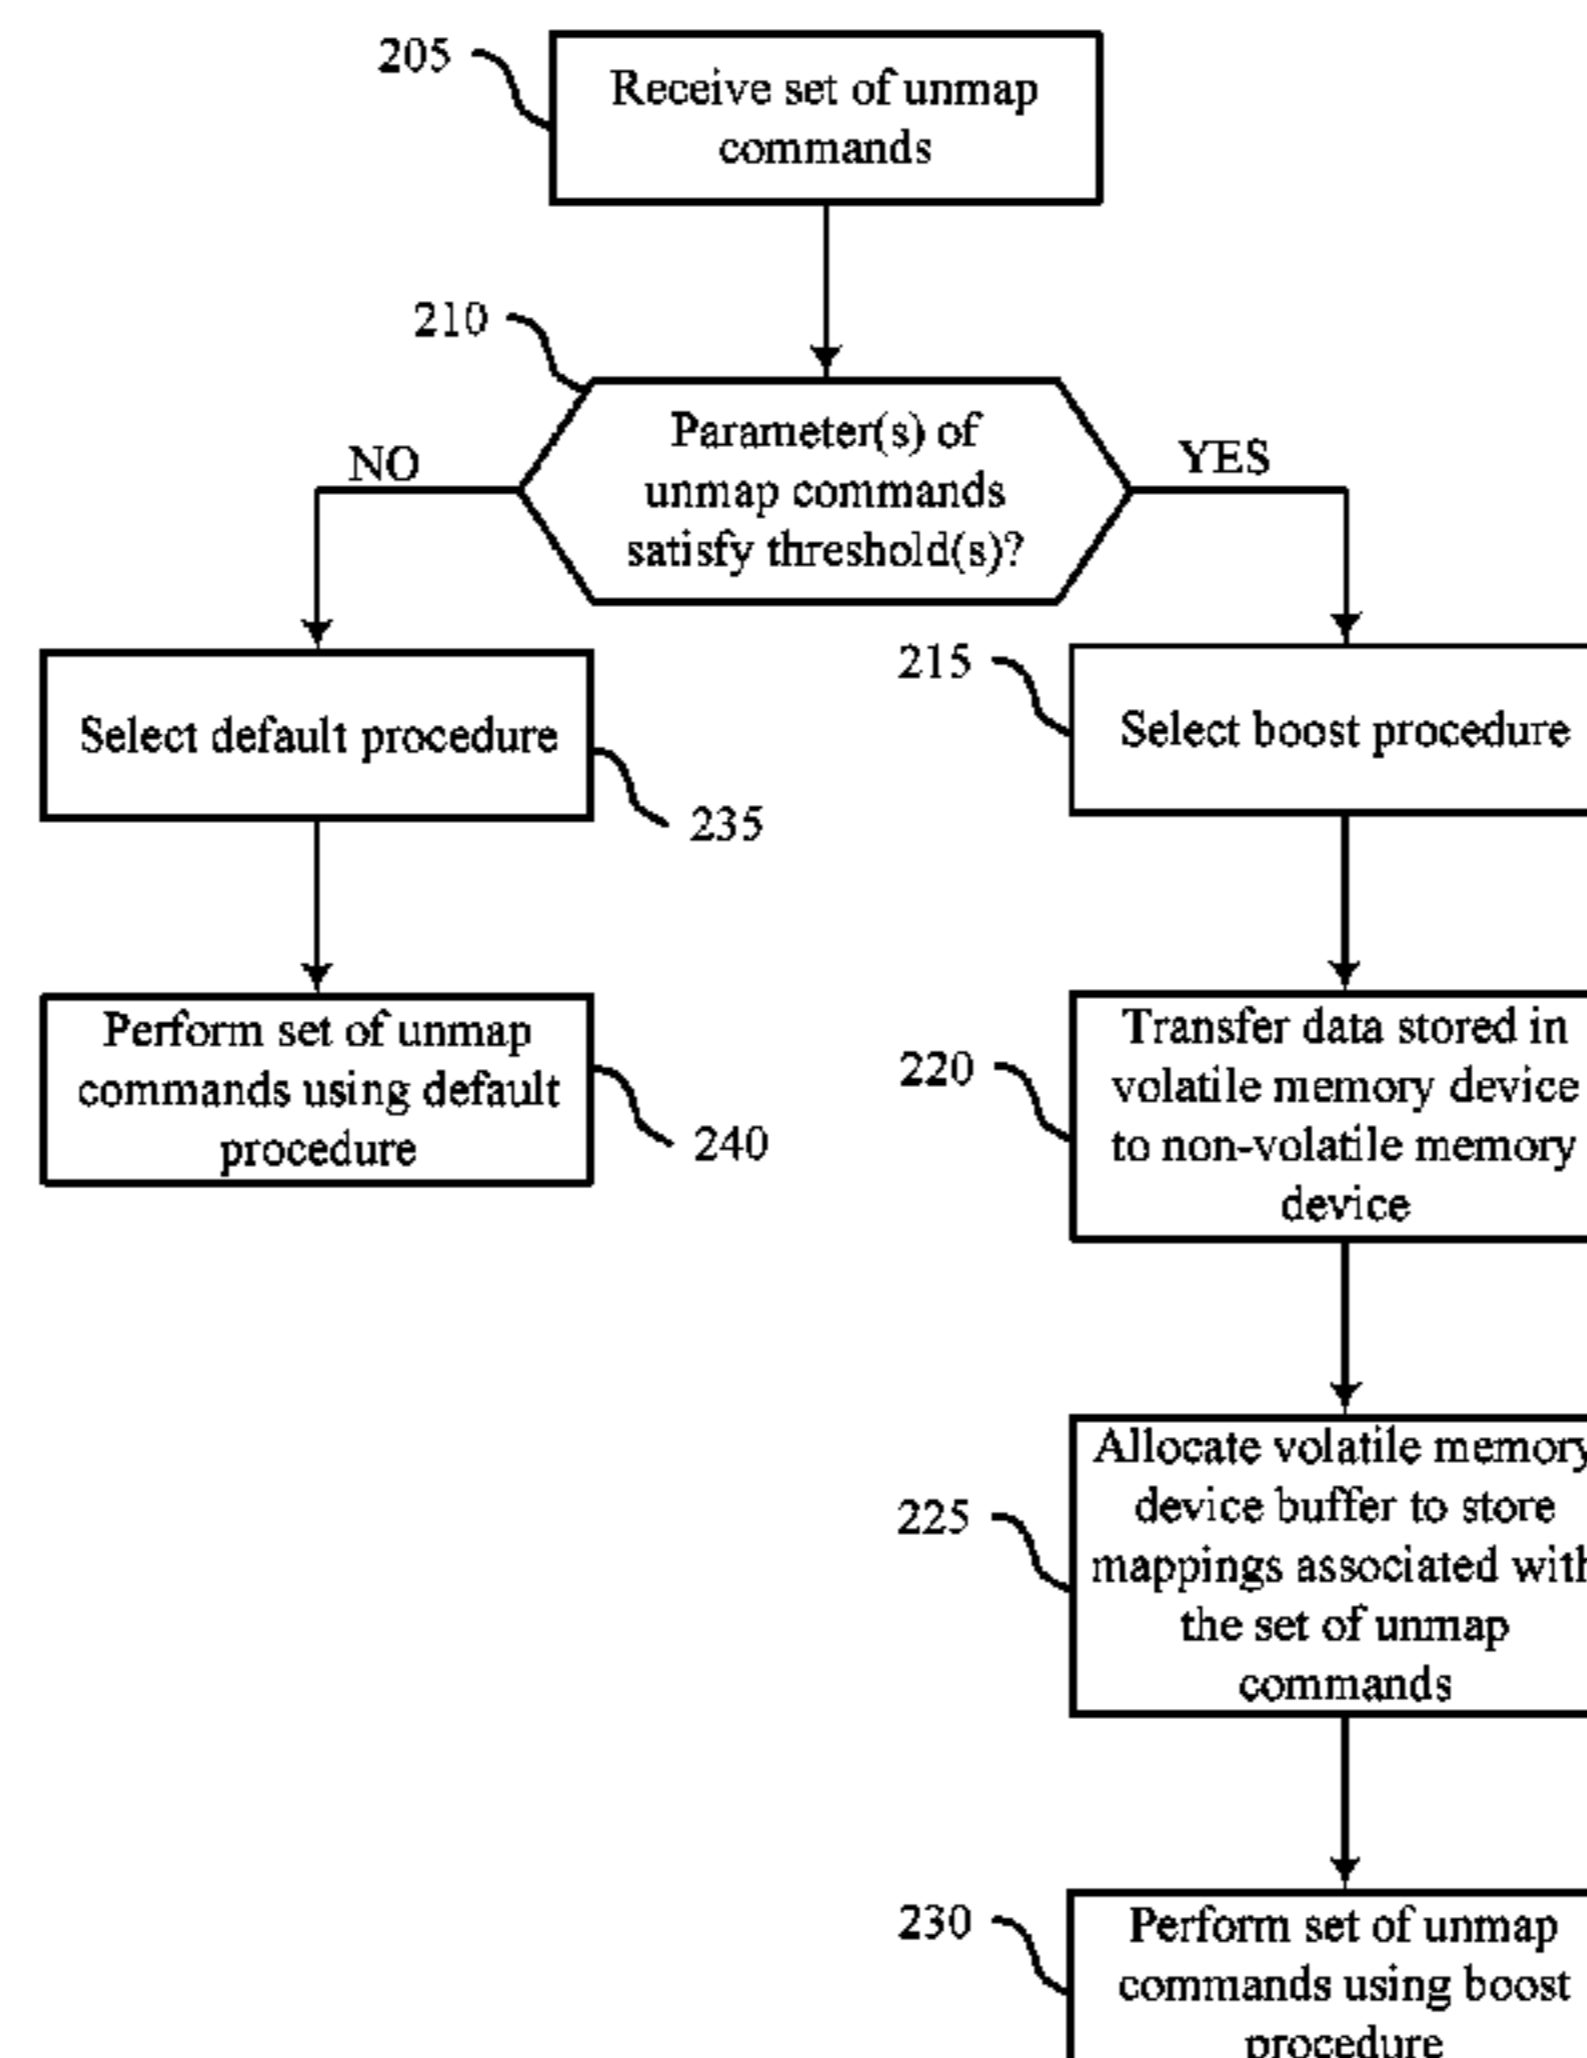 205
Receive set of unmap
commands
210
Parameter(s) of
unmap commands
satisfy threshold(s)?
NO
YES
Select default procedure
235
215
Select boost procedure
Perform set of unmap
commands using default
procedure
240
220
Transfer data stored in
volatile memory device
to non-volatile memory
device
225
Allocate volatile memory
device buffer to store
mappings associated with
the set of unmap
commands
230
Perform set of unmap
commands using boost
procedure